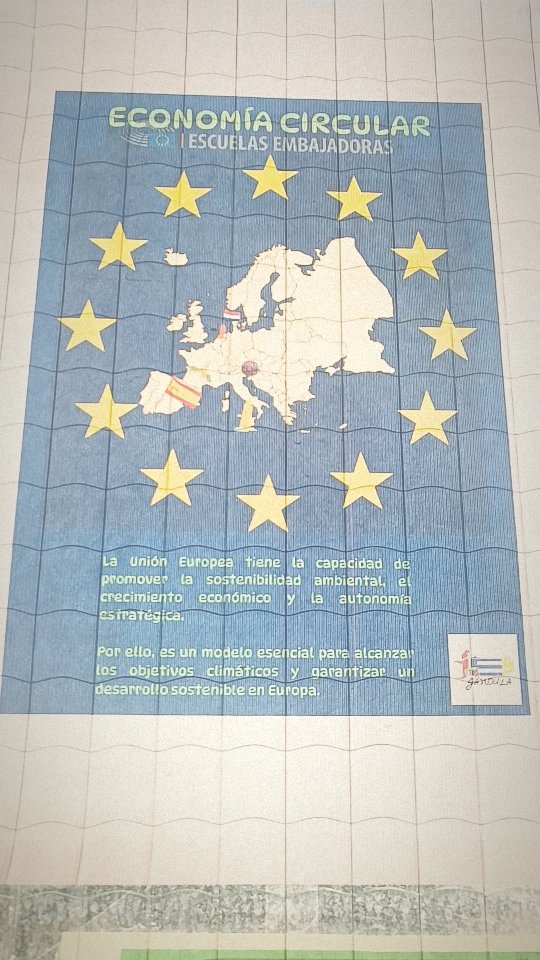 ECONOMÍA CIRCULAR
ESCUELAS EMBAJADORAS
La Unión Europea tiene la capacidad de
promover la sostenibilidad ambiental, el
crecimiento económico y la autonomía
estratégica.
Por ello, es un modelo esencial para alcanzar
los objetivos climáticos y garantizar un
desarrollo sostenible en Europa.
GÁNDULA